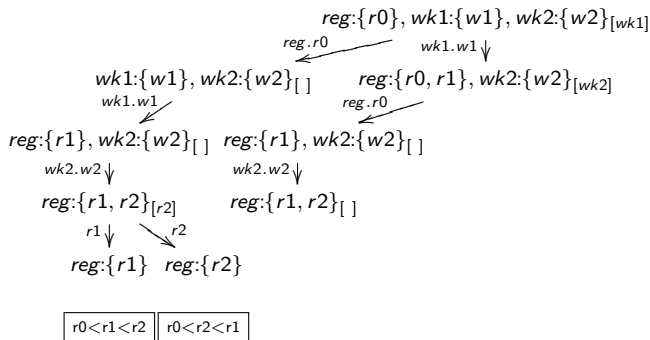 reg:{r0}, wk1:{w1}, wk2:{w2}[wk1]
reg.r0 wk1.w1
wk1:{w1}, wk2:{w2}[ ] reg:{r0, r1}, wk2:{w2}[wk2]
wk1.w1 reg.r0
reg:{r1}, wk2:{w2}[ ] reg:{r1}, wk2:{w2}[ ]
wk2.w2 wk2.w2
reg:{r1, r2}[r2] reg:{r1, r2}[ ]
r1 r2
reg:{r1} reg:{r2}
r0<r1<r2 r0<r2<r1